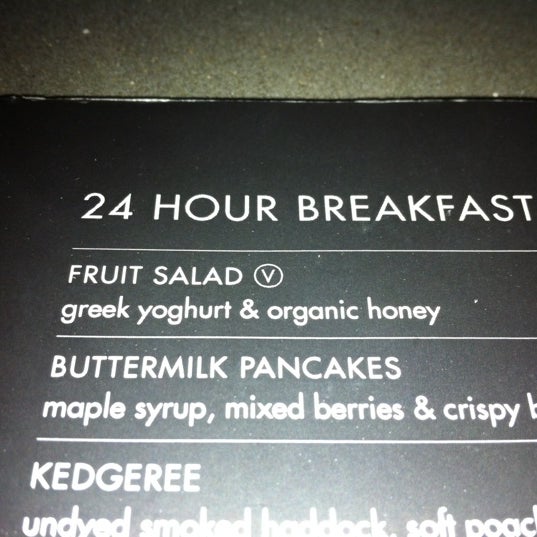 24 HOUR BREAKFAST
FRUIT SALAD Ⓥ
greek yoghurt & organic honey
BUTTERMILK PANCAKES
maple syrup, mixed berries & crispy b
KEDGEREE
undyed smoked haddock, soft poach